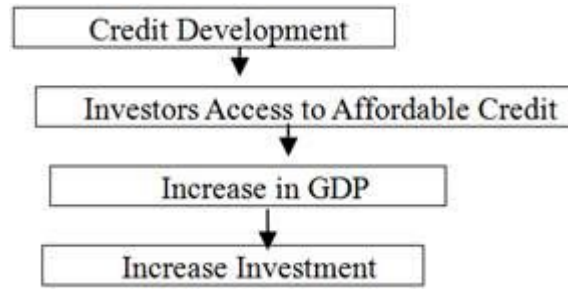 Credit Development
Investors Access to Affordable Credit
Increase in GDP
Increase Investment